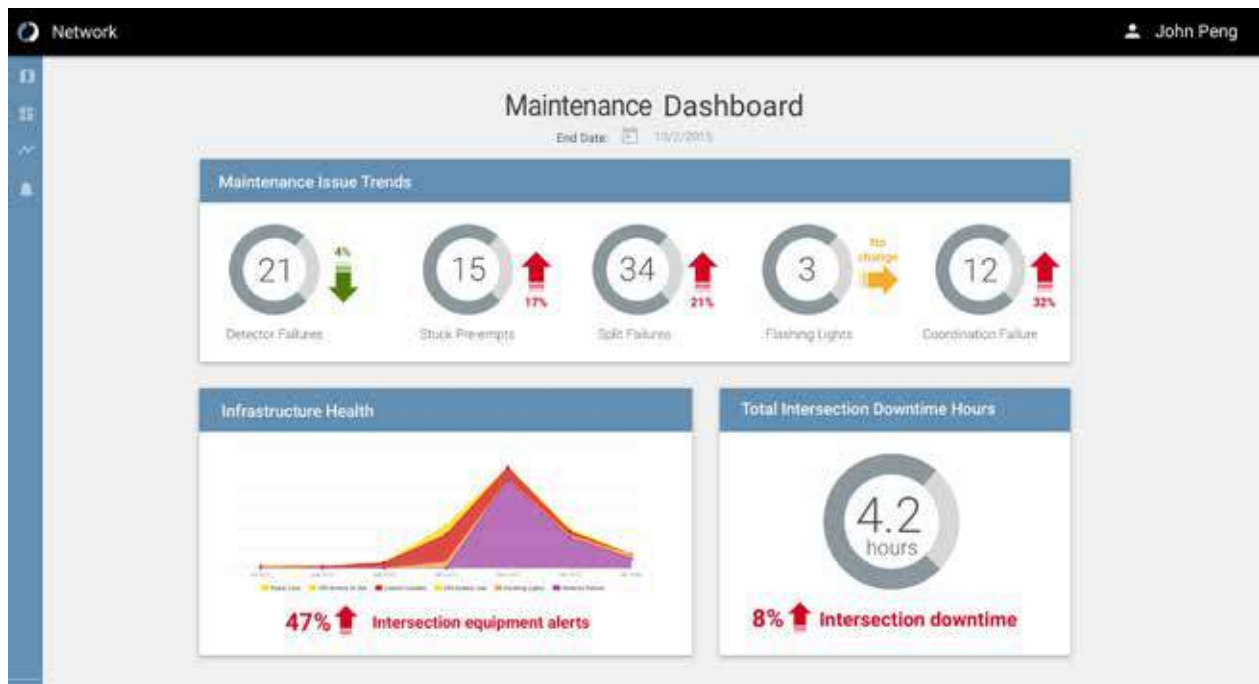 Network
John Peng
Maintenance Dashboard
End Date:
Maintenance Issue Trends
21
4%
15
17%
34
21%
3
No
change
12
32%
Detector Failures
Stuck Pre-empts
Split Failures
Flashing Lights
Coordination Failure
Infrastructure Health
47% Intersection equipment alerts
Total Intersection Downtime Hours
4.2
hours
8% Intersection downtime